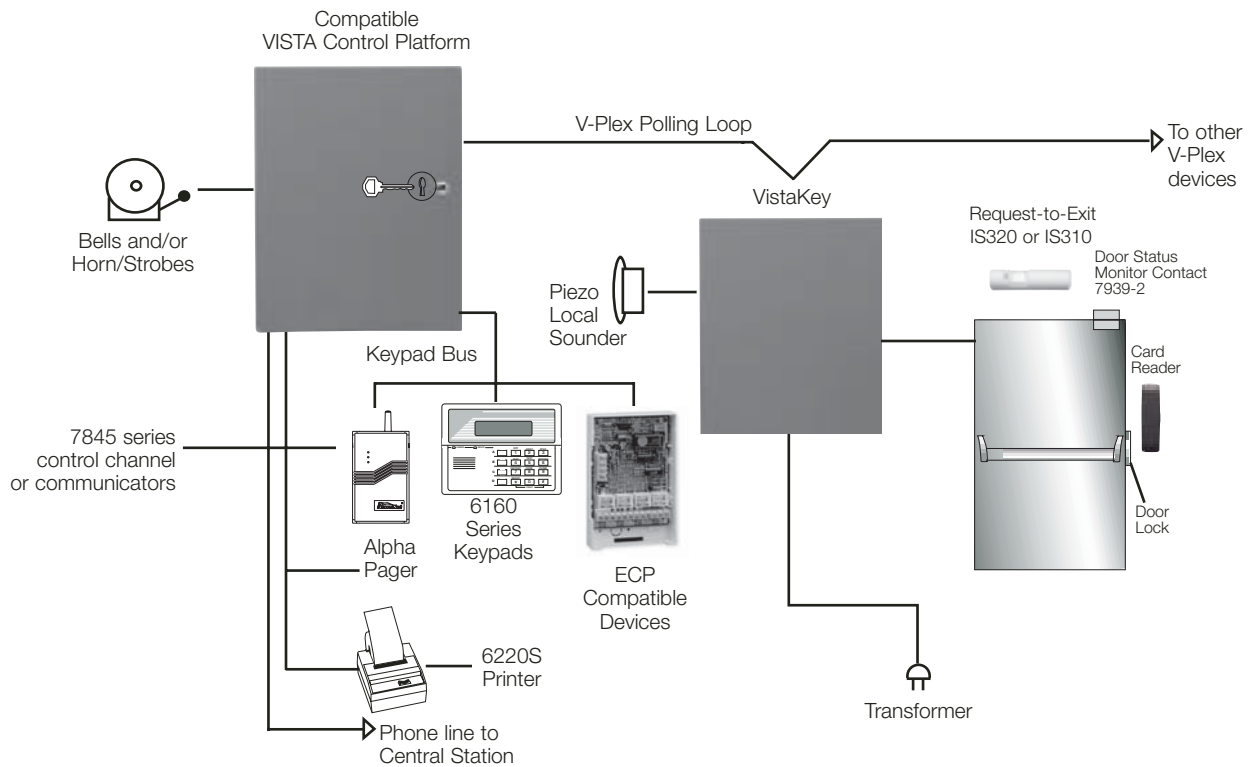 Compatible
VISTA Control Platform
V-Plex Polling Loop
To other
V-Plex
devices
VistaKey
Bells and/or
Horn/Strobes
Request-to-Exit
IS320 or IS310
Door Status
Monitor Contact
7939-2
Piezo
Local
Sounder
Keypad Bus
Card
Reader
7845 series
control channel
or communicators
6160
Series
Keypads
Door
Lock
Alpha
Pager
ECP
Compatible
Devices
6220S
Printer
Transformer
Phone line to
Central Station